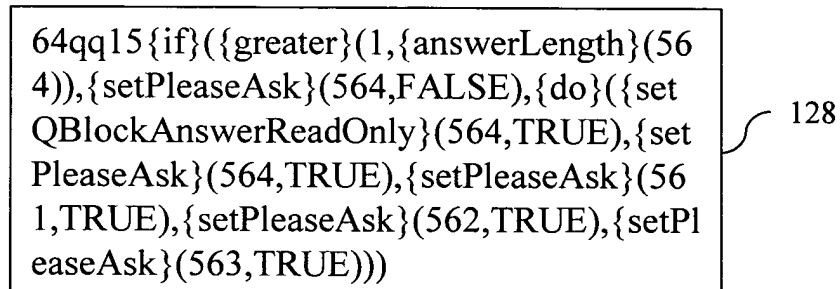 64qq15{if}({greater}(1,{answerLength}(56
4)),{setPleaseAsk}(564,FALSE),{do}({set
QBlockAnswerReadOnly}(564,TRUE),{set
PleaseAsk}(564,TRUE),{setPleaseAsk}(56
1,TRUE),{setPleaseAsk}(562,TRUE),{setPl
easeAsk}(563,TRUE)))
128